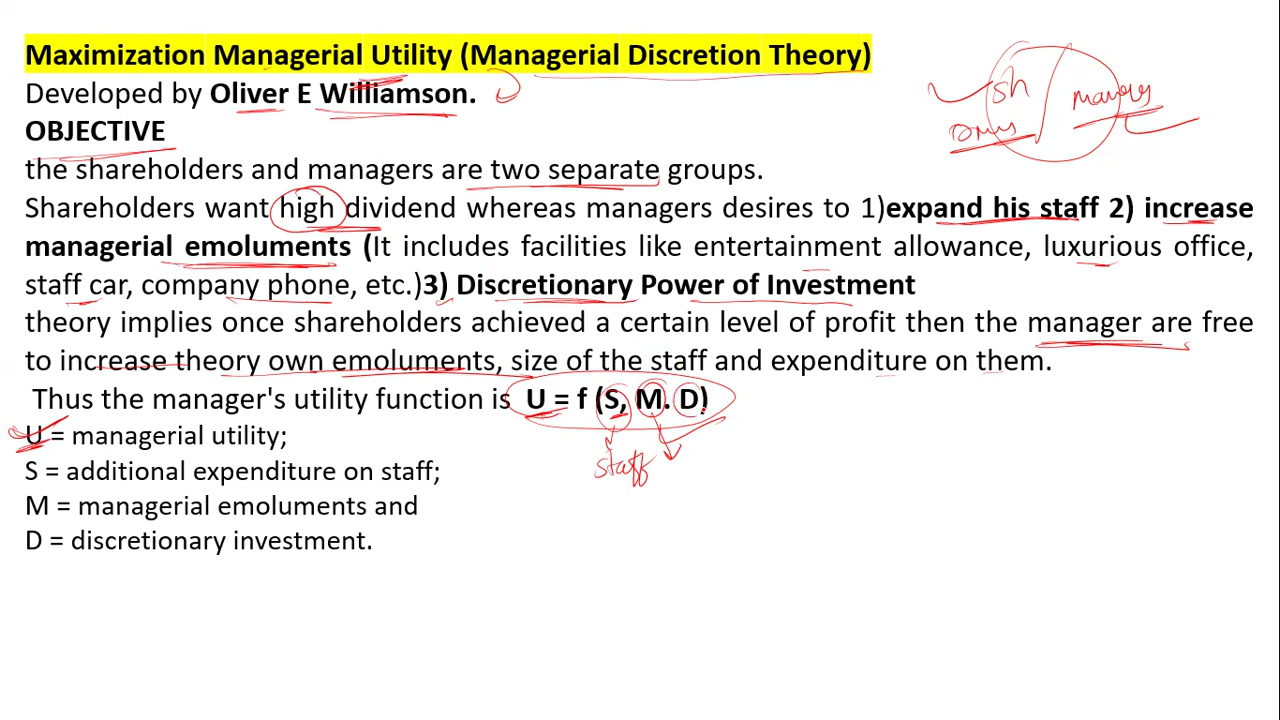 Maximization Managerial Utility (Managerial Discretion Theory)
Developed by Oliver E Williamson.
OBJECTIVE
the shareholders and managers are two separate groups.
Shareholders want high dividend whereas managers desires to 1)expand his staff 2) increase
managerial emoluments (It includes facilities like entertainment allowance, luxurious office,
staff car, company phone, etc.)3) Discretionary Power of Investment
theory implies once shareholders achieved a certain level of profit then the manager are free
to increase theory own emoluments, size of the staff and expenditure on them.
Thus the manager's utility function is U = f (S, M. D)
U = managerial utility;
S = additional expenditure on staff;
M = managerial emoluments and
D = discretionary investment.
sh
staff